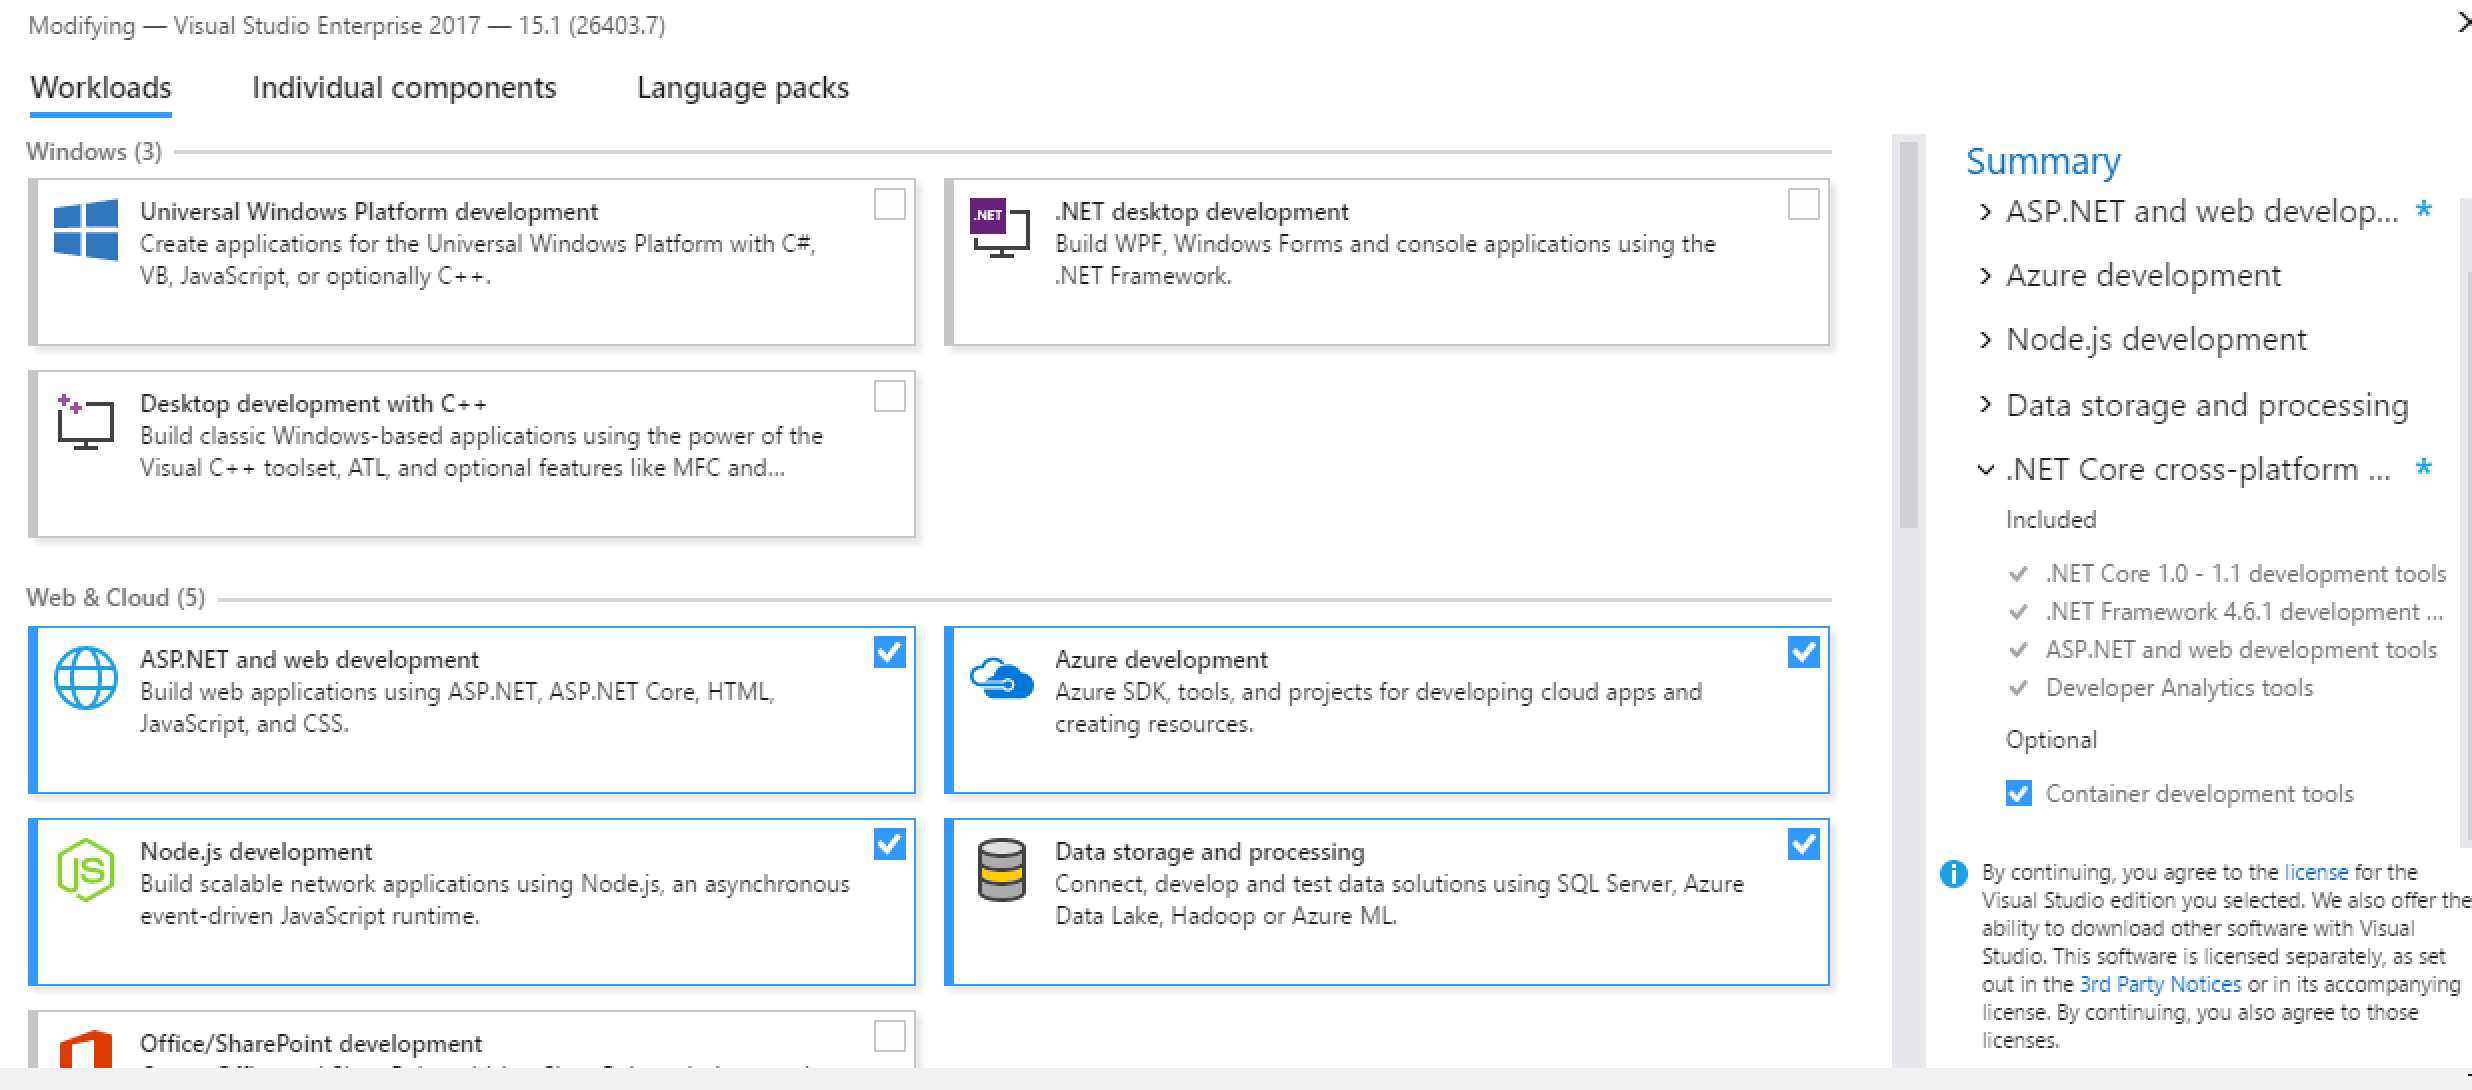 Modifying — Visual Studio Enterprise 2017 — 15.1 (26403.7)
Workloads
Individual components
Language packs
Windows (3)
Universal Windows Platform development
Create applications for the Universal Windows Platform with C#,
VB, JavaScript, or optionally C++.
.NET
.NET desktop development
Build WPF, Windows Forms and console applications using the
.NET Framework.
Desktop development with C++
Build classic Windows-based applications using the power of the
Visual C++ toolset, ATL, and optional features like MFC and...
Web & Cloud (5)
ASP.NET and web development
Build web applications using ASP.NET, ASP.NET Core, HTML,
JavaScript, and CSS.
Azure development
Azure SDK, tools, and projects for developing cloud apps and
creating resources.
JS
Node.js development
Build scalable network applications using Node.js, an asynchronous
event-driven JavaScript runtime.
Data storage and processing
Connect, develop and test data solutions using SQL Server, Azure
Data Lake, Hadoop or Azure ML.
Office/SharePoint development
Summary
ASP.NET and web develop... *
Azure development
Node.js development
Data storage and processing
.NET Core cross-platform ... *
Included
.NET Core 1.0 - 1.1 development tools
.NET Framework 4.6.1 development ...
ASP.NET and web development tools
Developer Analytics tools
Optional
Container development tools
By continuing, you agree to the license for the
Visual Studio edition you selected. We also offer the
ability to download other software with Visual
Studio. This software is licensed separately, as set
out in the 3rd Party Notices or in its accompanying
license. By continuing, you also agree to those
licenses.